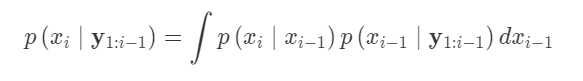 p (x_i | 𝐲_{1:i−1}) = ∫ p (x_i | x_{i−1}) p (x_{i−1} | 𝐲_{1:i−1}) dx_{i−1}